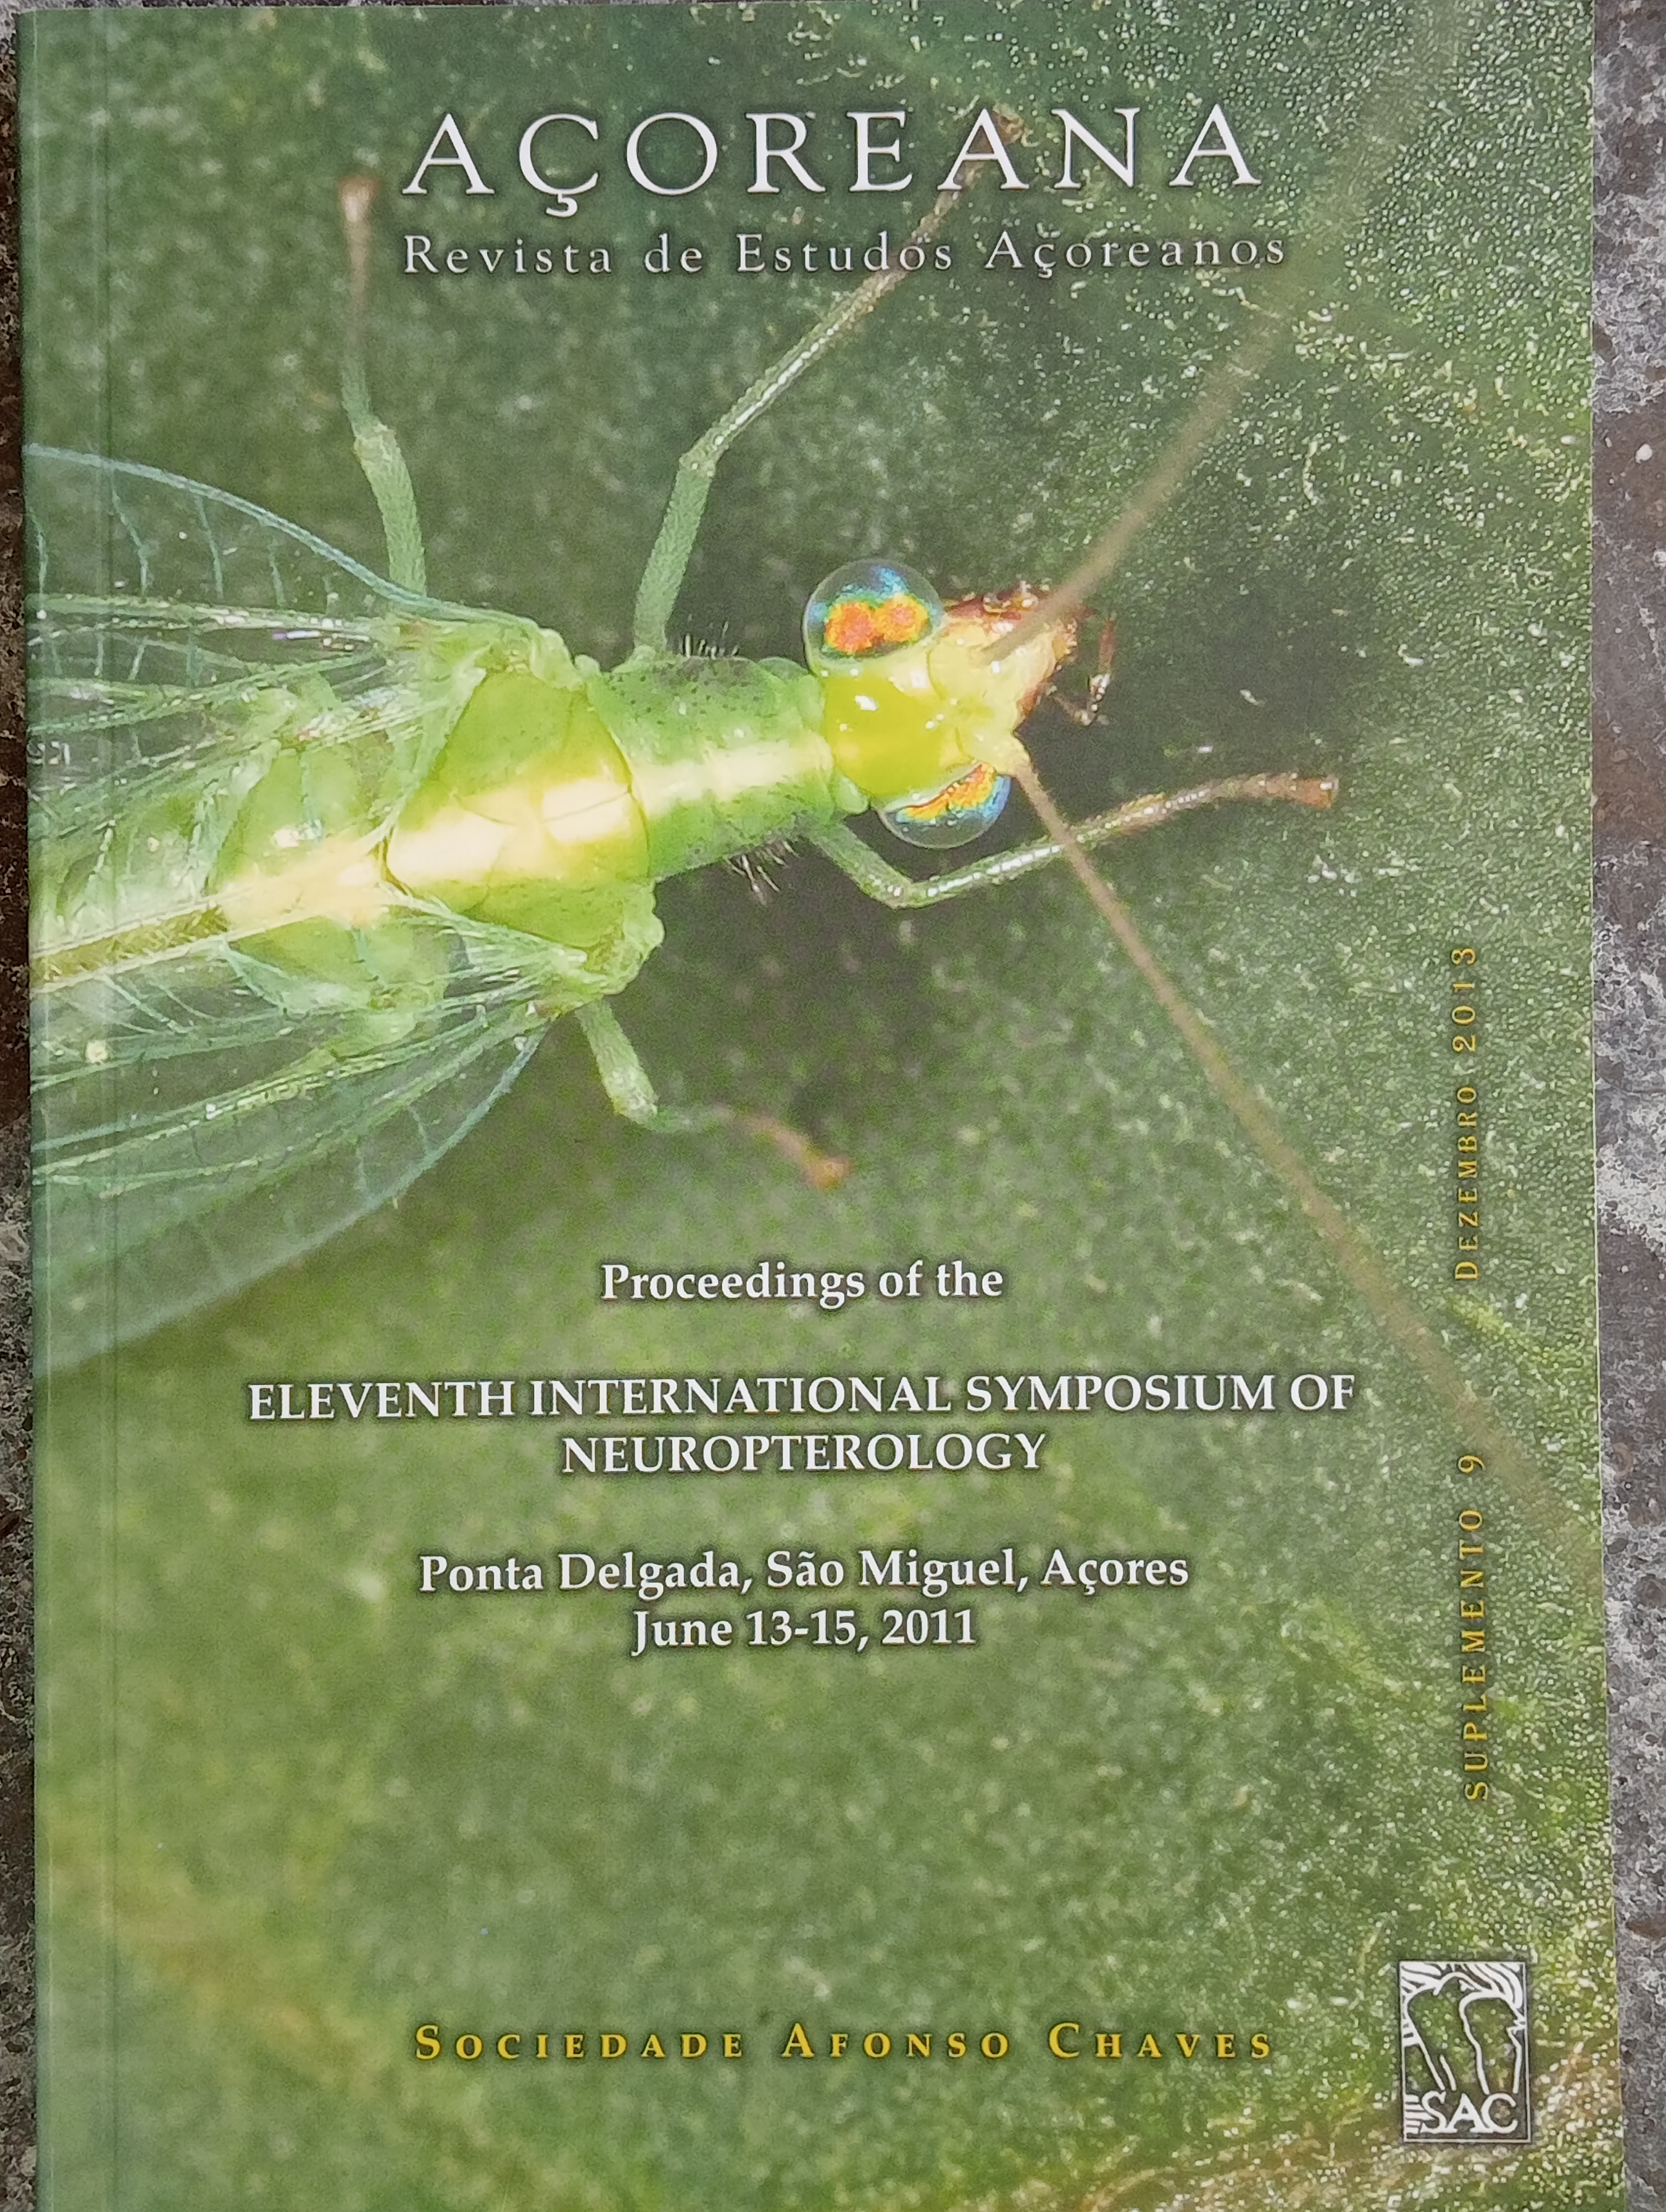 AÇOREANA
Revista de Estudos Açoreanos
Proceedings of the
ELEVENTH INTERNATIONAL SYMPOSIUM OF
NEUROPTEROLOGY
Ponta Delgada, São Miguel, Açores
June 13-15, 2011
SUPLEMENTO 9 DEZEMBRO 2013
SOCIEDADE AFONSO CHAVES
SAC